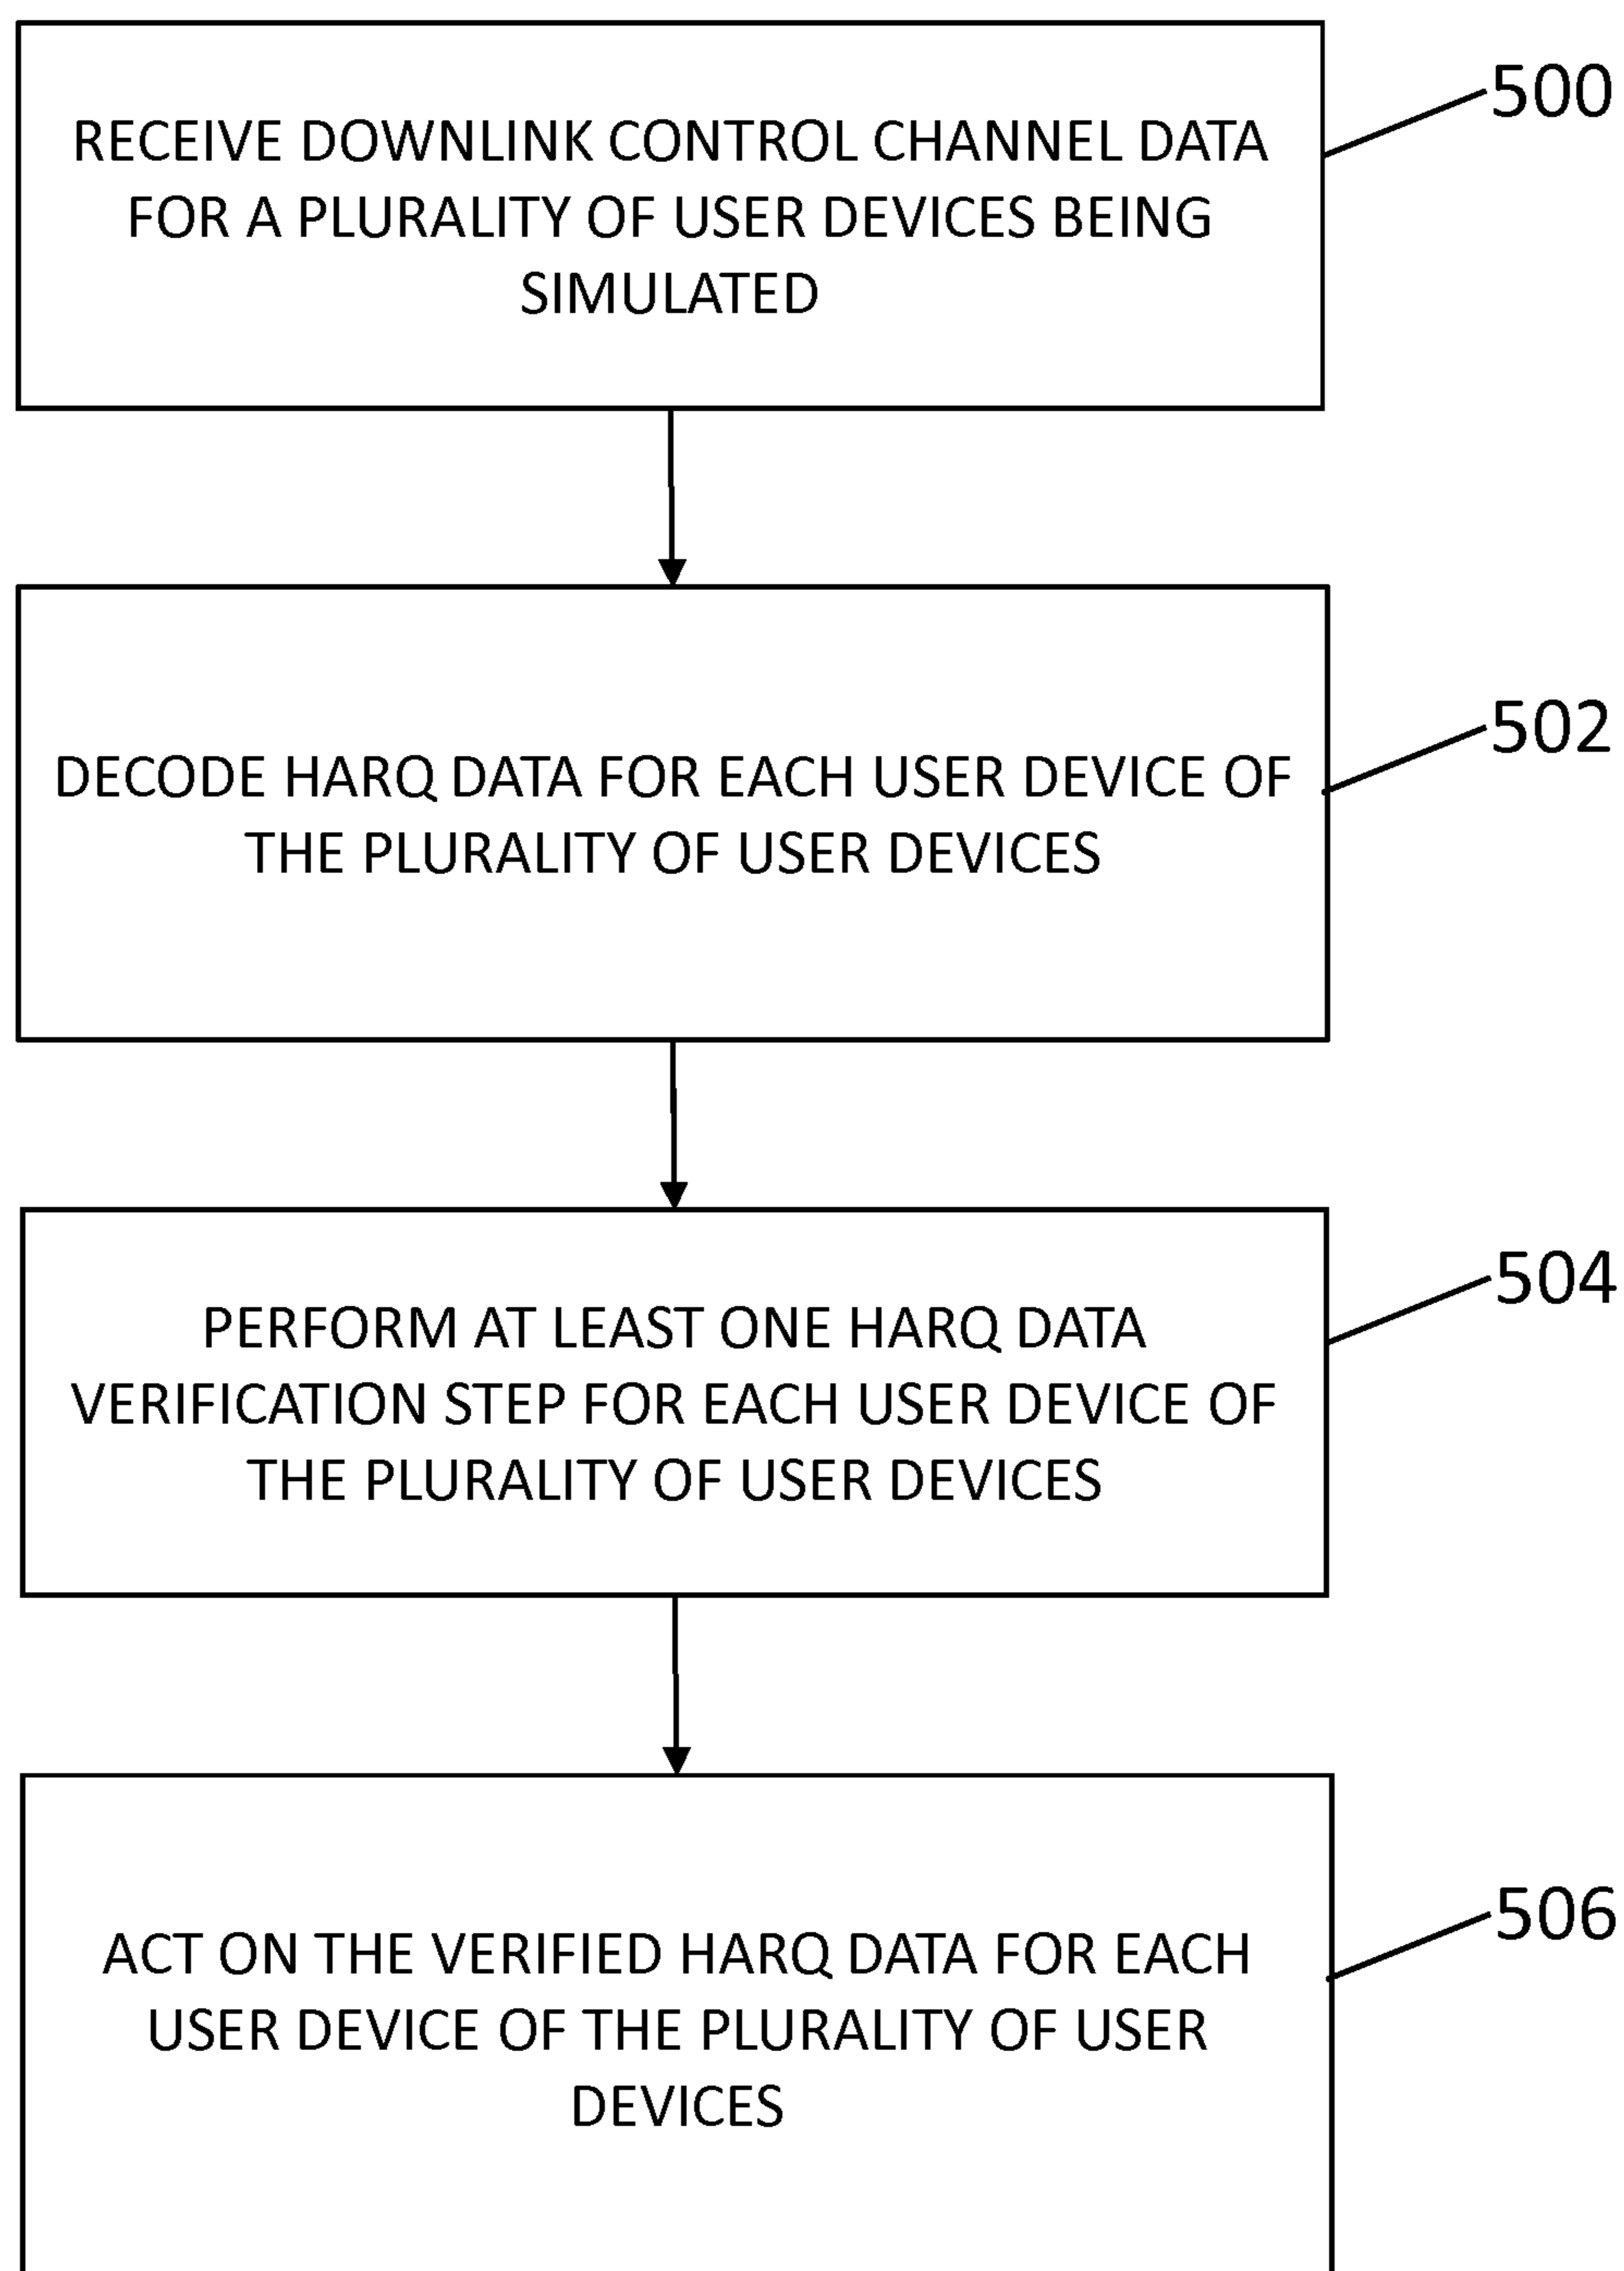 RECEIVE DOWNLINK CONTROL CHANNEL DATA
FOR A PLURALITY OF USER DEVICES BEING
SIMULATED
500
DECODE HARQ DATA FOR EACH USER DEVICE OF
THE PLURALITY OF USER DEVICES
502
PERFORM AT LEAST ONE HARQ DATA
VERIFICATION STEP FOR EACH USER DEVICE OF
THE PLURALITY OF USER DEVICES
504
ACT ON THE VERIFIED HARQ DATA FOR EACH
USER DEVICE OF THE PLURALITY OF USER
DEVICES
506